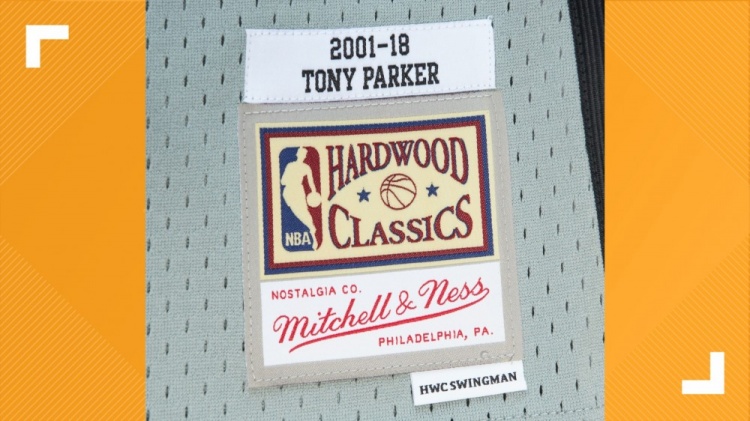 2001-18
TONY PARKER
HARDWOOD
CLASSICS
NBA
NOSTALGIA CO.
Mitchell & Ness
PHILADELPHIA, PA.
HWC SWINGMAN